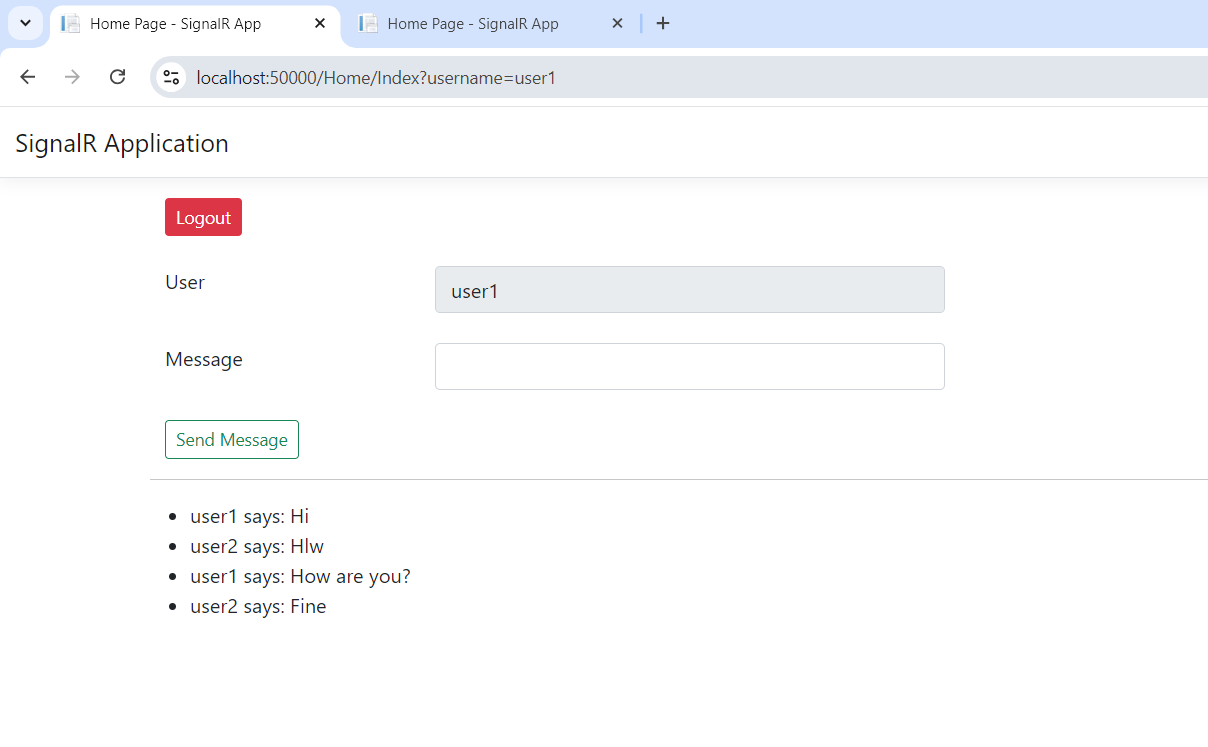 Home Page - SignalR App
Home Page - SignalR App
localhost:50000/Home/Index?username=user1
SignalR Application
Logout
User
user1
Message
Send Message
user1 says: Hi
user2 says: Hlw
user1 says: How are you?
user2 says: Fine